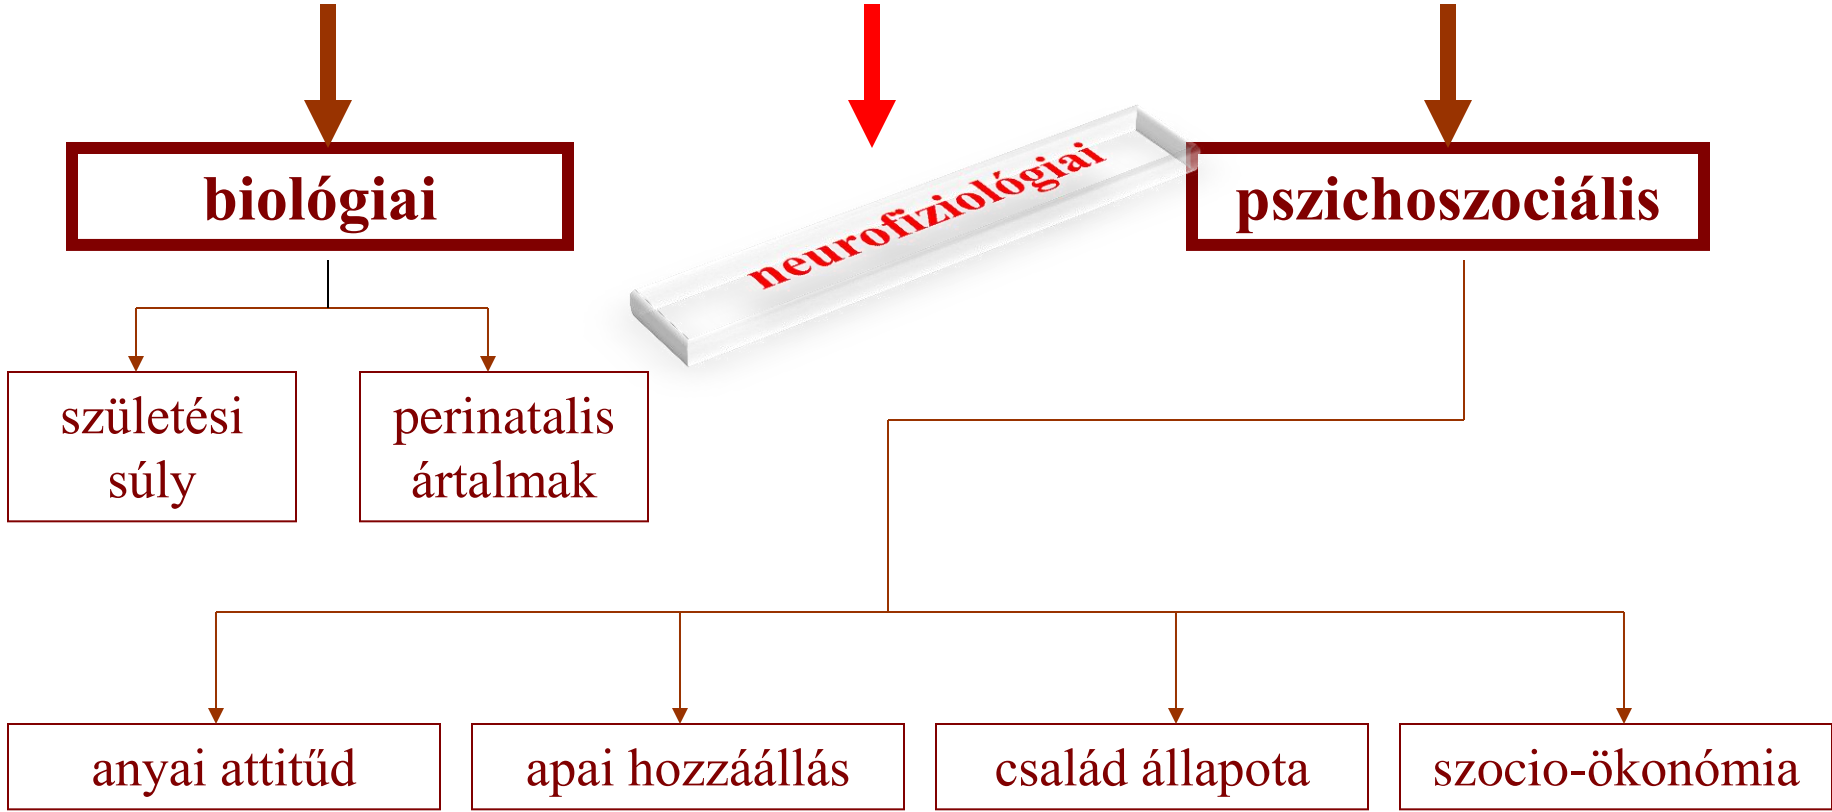 biológiai
neurofiziológiai
pszichoszociális
születési
súly
perinatalis
ártalmak
anyai attitűd
apai hozzáállás
család állapota
szocio-ökonómia